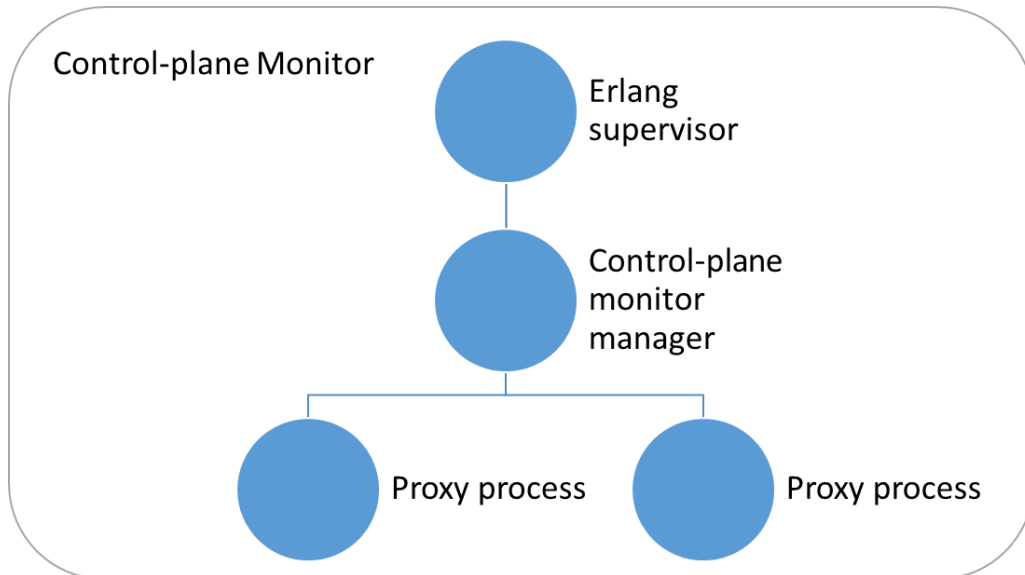 Control-plane Monitor
Erlang
supervisor
Control-plane
monitor
manager
Proxy process
Proxy process